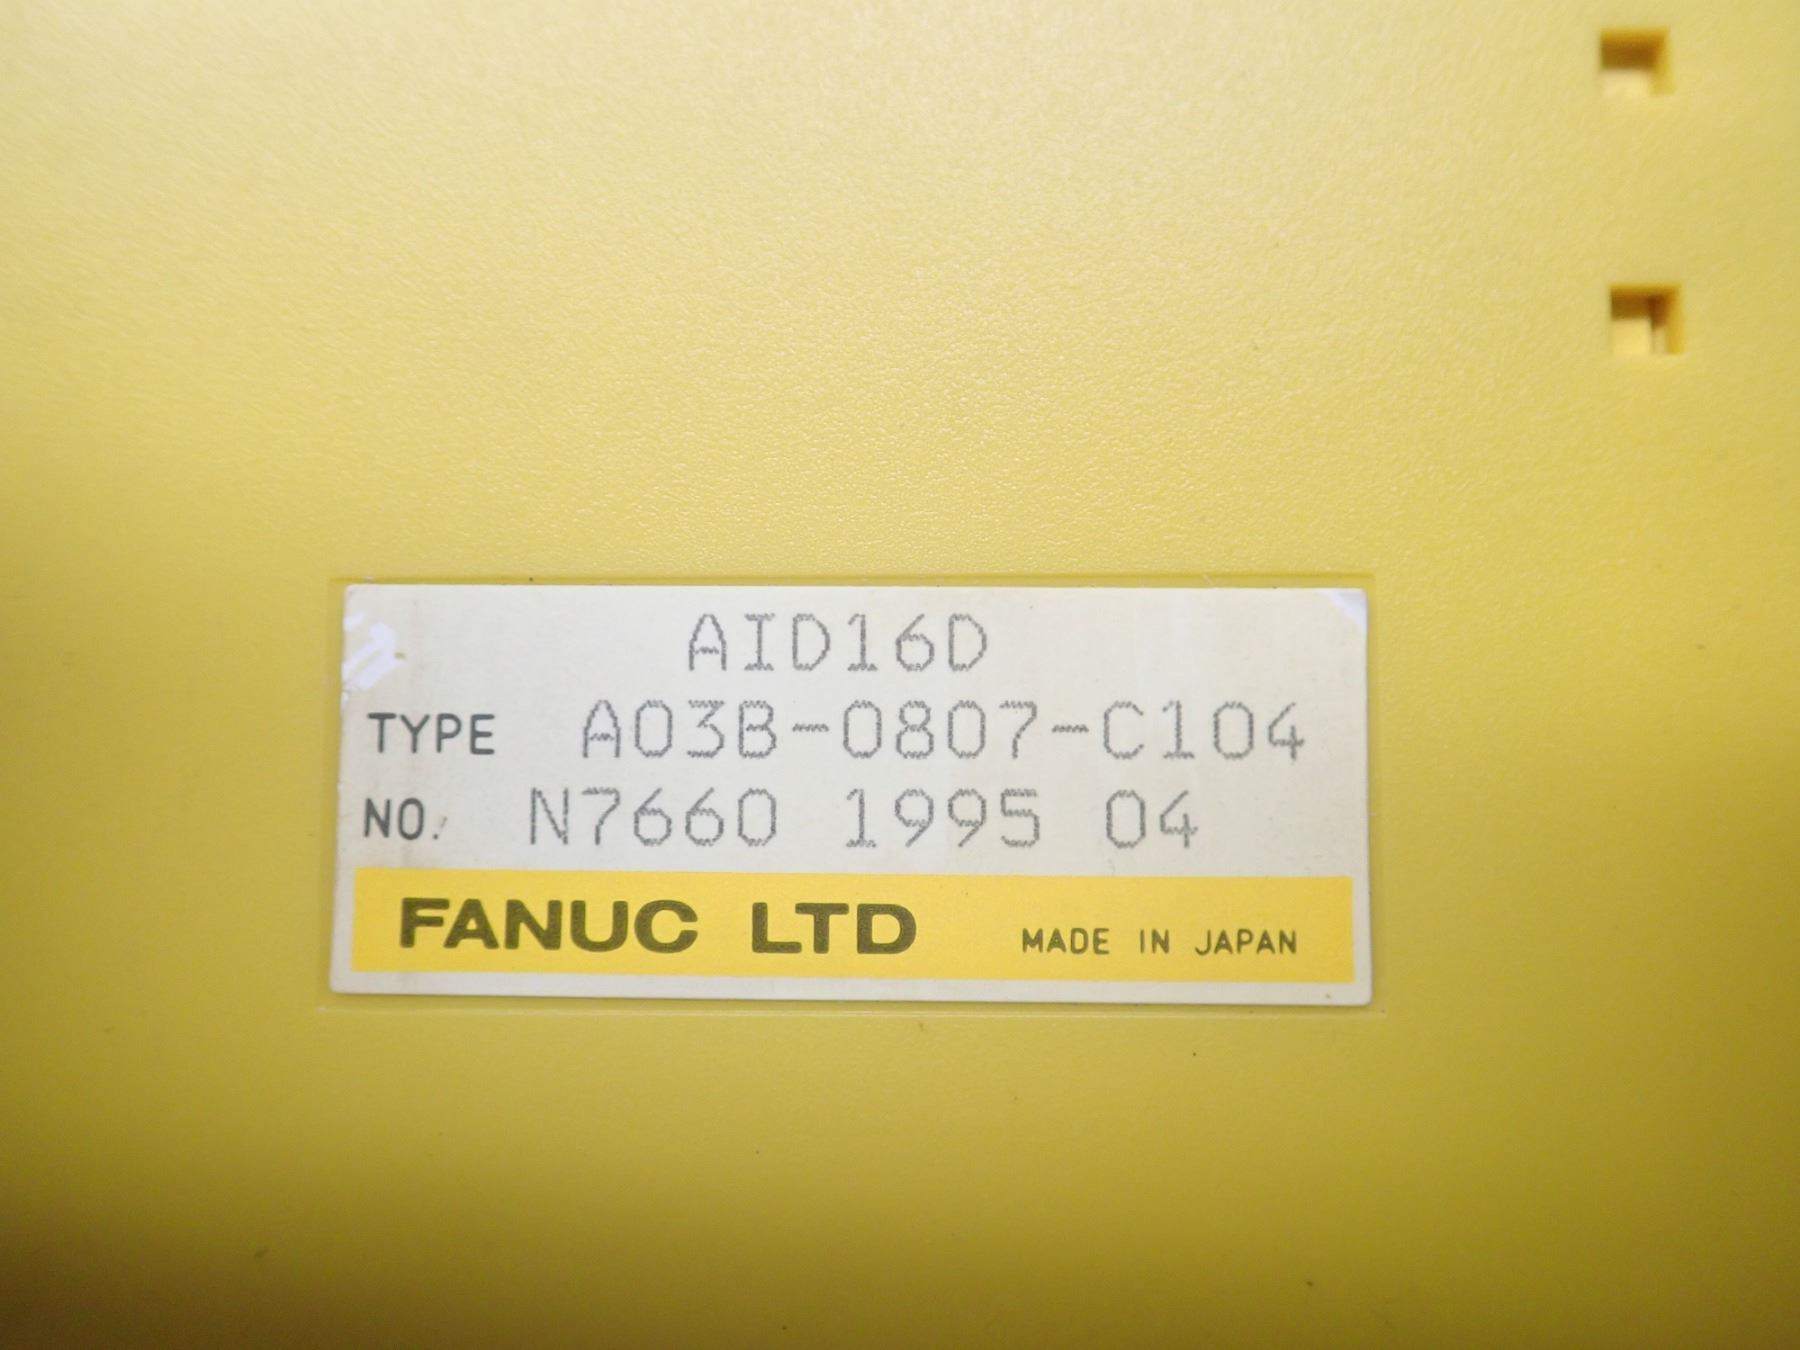 AID16D
TYPE A03B-0807-C104
NO. N7660 1995 04
FANUC LTD MADE IN JAPAN